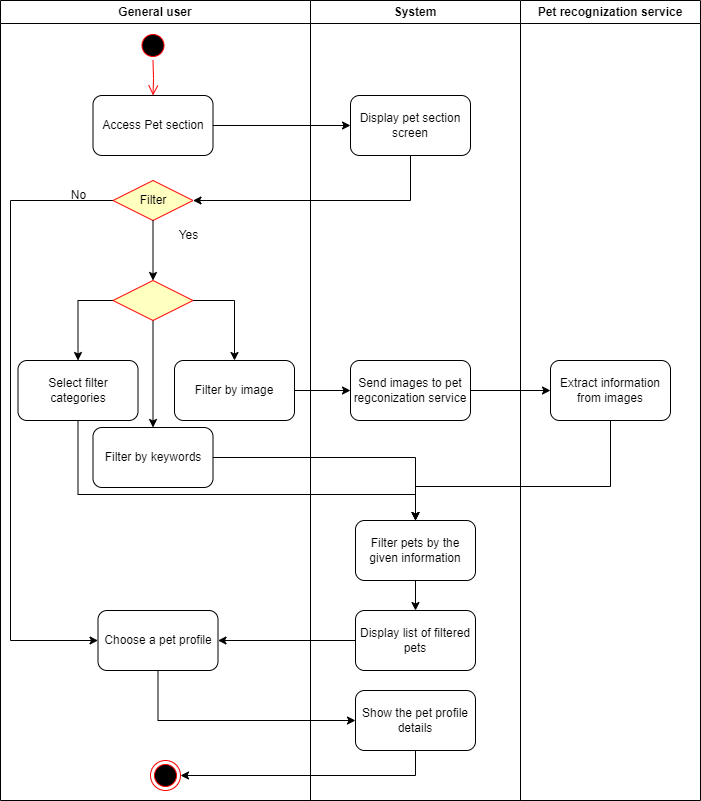 General user
System
Pet recognization service
Access Pet section
Display pet section
screen
No
Filter
Yes
Select filter
categories
Filter by image
Send images to pet
regconization service
Extract information
from images
Filter by keywords
Filter pets by the
given information
Choose a pet profile
Display list of filtered
pets
Show the pet profile
details